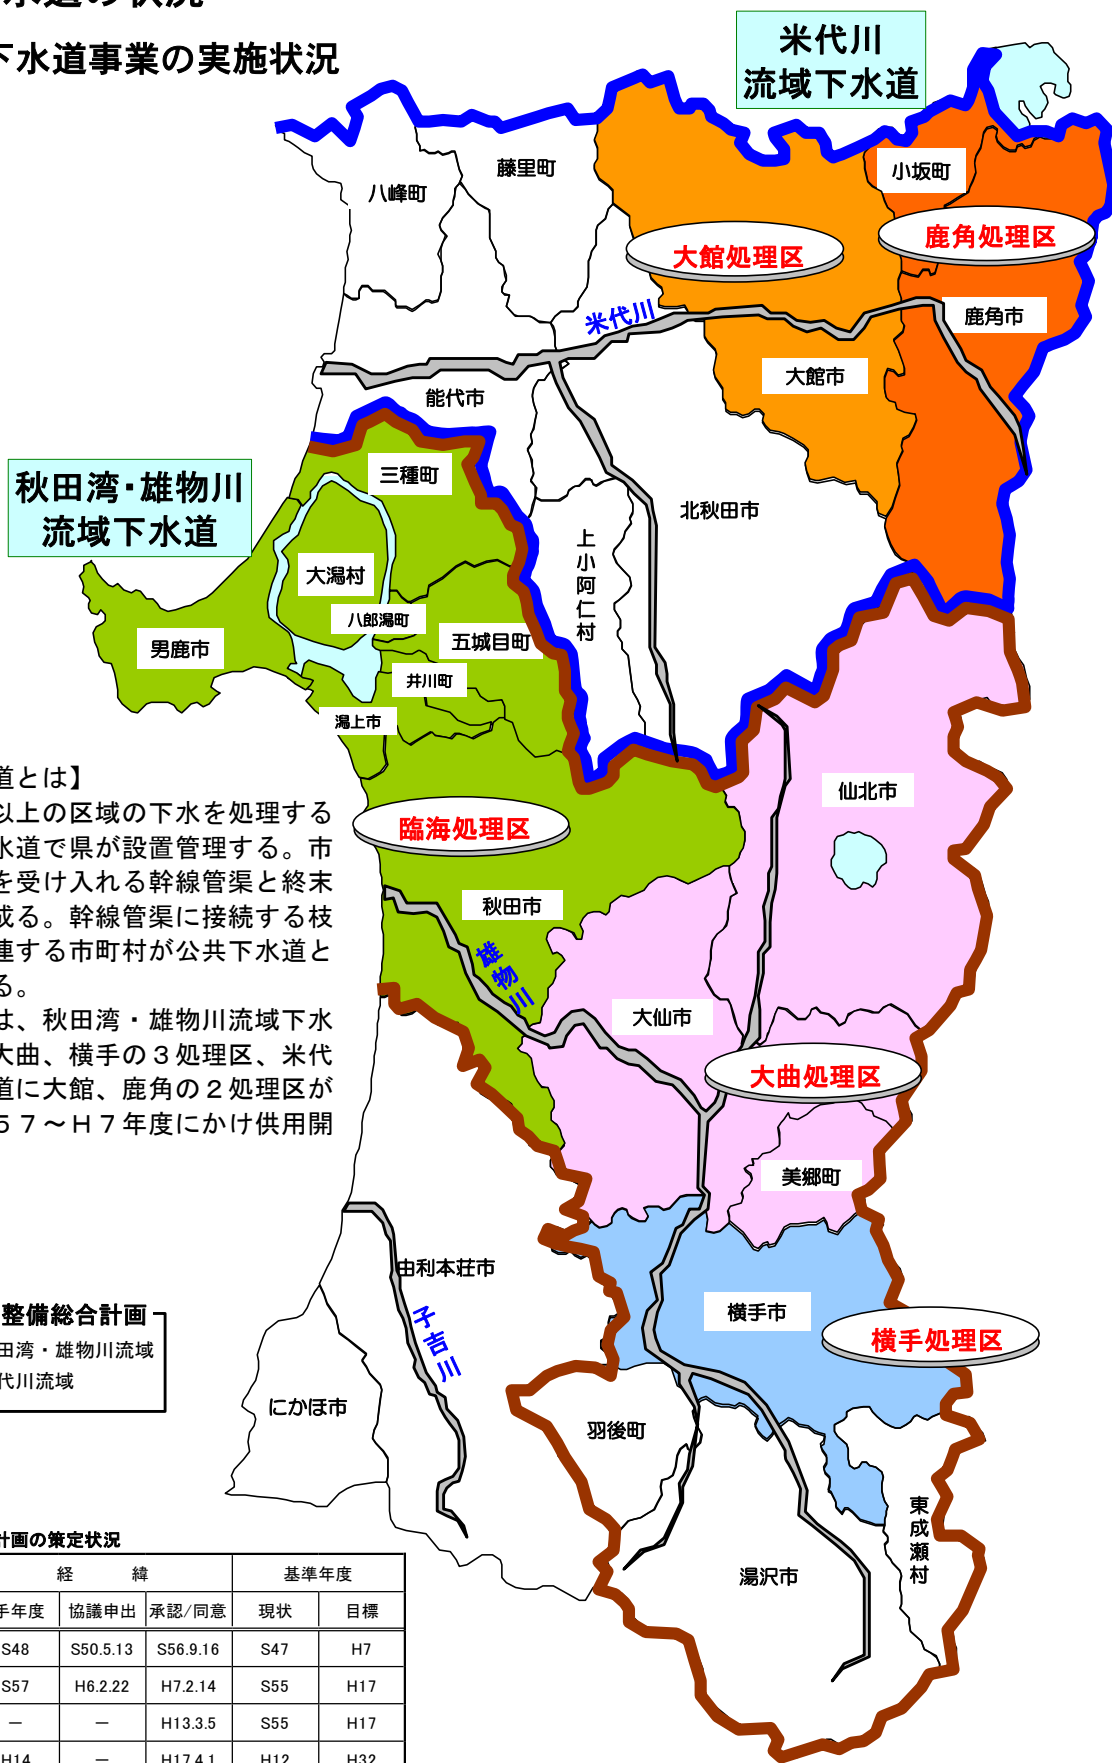 水道の状況
下水道事業の実施状況
米代川
流域下水道
小坂町
藤里町
八峰町
鹿角処理区
大館処理区
米代川
鹿角市
大館市
能代市
三種町
秋田湾・雄物川
流域下水道
北秋田市
上小阿仁村
大潟村
八郎潟町
五城目町
男鹿市
井川町
潟上市
道とは】
以上の区域の下水を処理する
水道で県が設置管理する。市
を受け入れる幹線管渠と終末
成る。幹線管渠に接続する枝
連する市町村が公共下水道と
る。
は、秋田湾・雄物川流域下水
大曲、横手の３処理区、米代
道に大館、鹿角の２処理区が
５７～Ｈ７年度にかけ供用開
仙北市
臨海処理区
秋田市
雄物川
大仙市
大曲処理区
美郷町
由利本荘市
子吉川
横手市
横手処理区
整備総合計画
田湾・雄物川流域
代川流域
にかほ市
羽後町
東成瀬村
湯沢市
計画の策定状況
経 緯 基準年度
手年度 協議申出 承認/同意 現状 目標
S48 S50.5.13 S56.9.16 S47 H7
S57 H6.2.22 H7.2.14 S55 H17
－ － H13.3.5 S55 H17
H14 － H17.4.1 H12 H32